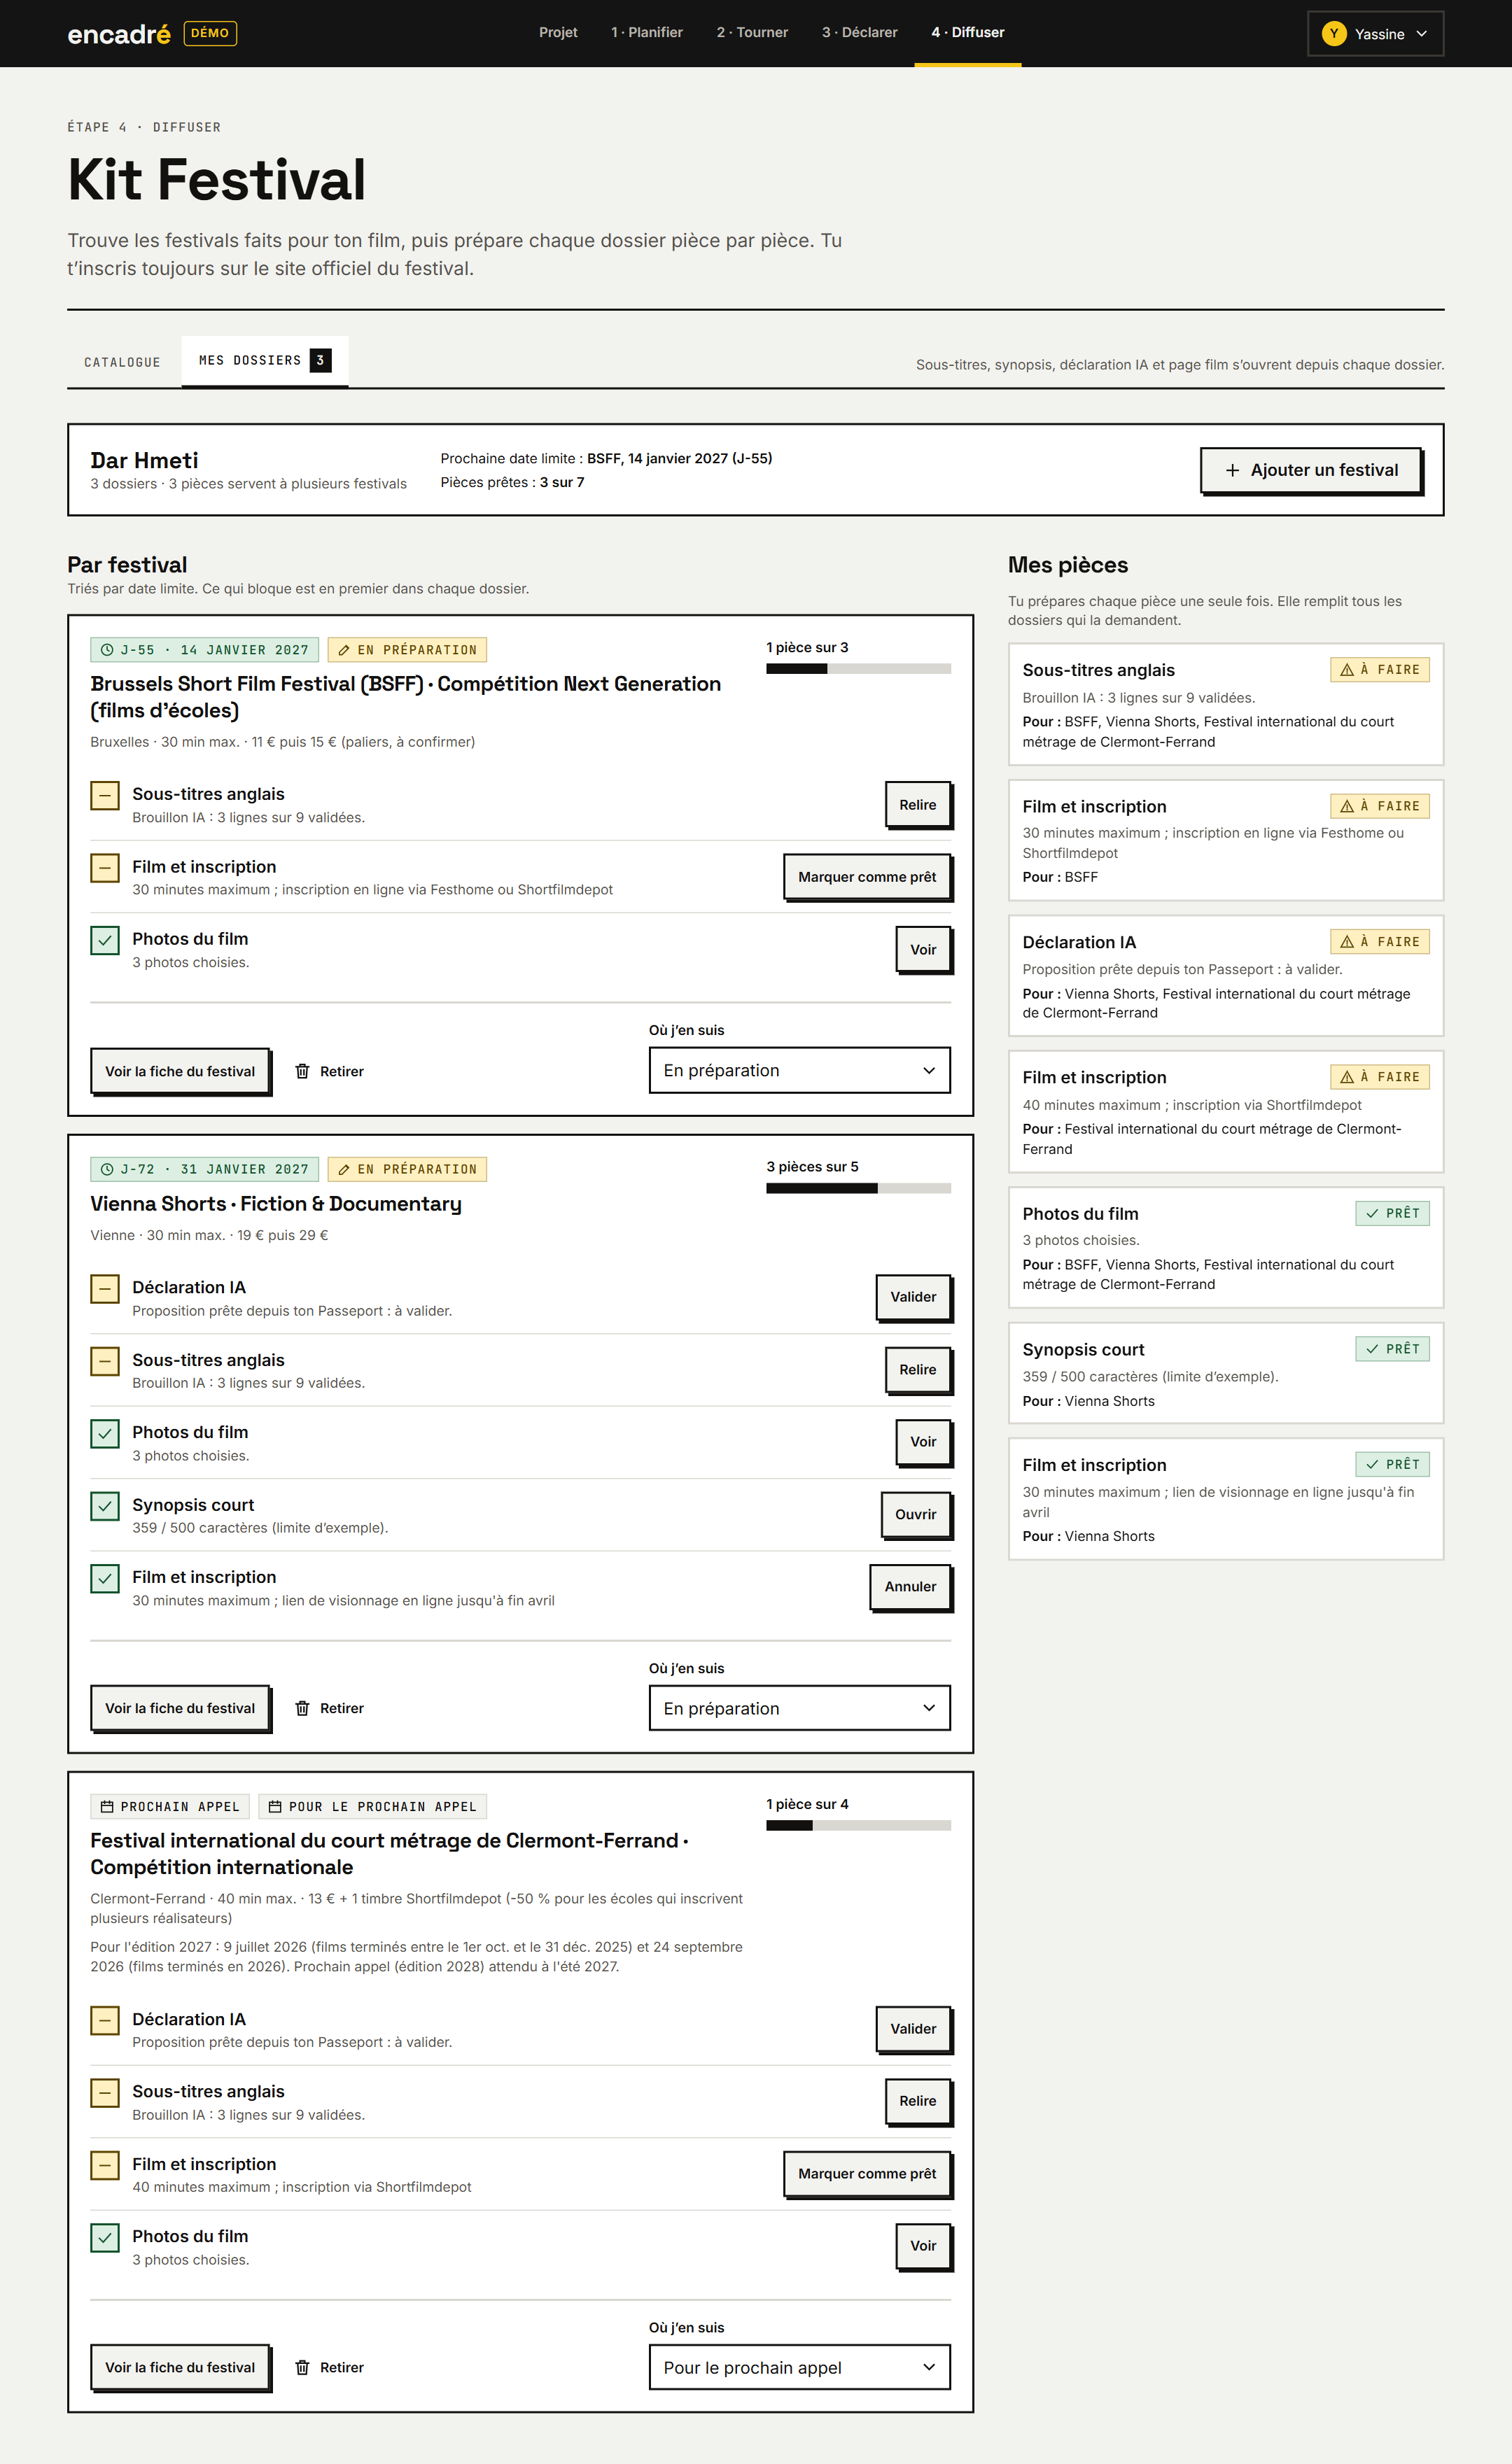 encadré DÉMO Projet 1 · Planifier 2 · Tourner 3 · Déclarer 4 · Diffuser Y Yassine
ÉTAPE 4 · DIFFUSER
Kit Festival
Trouve les festivals faits pour ton film, puis prépare chaque dossier pièce par pièce. Tu
t’inscris toujours sur le site officiel du festival.
CATALOGUE MES DOSSIERS 3 Sous-titres, synopsis, déclaration IA et page film s’ouvrent depuis chaque dossier.
Dar Hmeti
3 dossiers · 3 pièces servent à plusieurs festivals
Prochaine date limite : BSFF, 14 janvier 2027 (J-55)
Pièces prêtes : 3 sur 7
Ajouter un festival
Par festival
Triés par date limite. Ce qui bloque est en premier dans chaque dossier.
J-55 · 14 JANVIER 2027 EN PRÉPARATION
1 pièce sur 3
Brussels Short Film Festival (BSFF) · Compétition Next Generation
(films d’écoles)
Bruxelles · 30 min max. · 11 € puis 15 € (paliers, à confirmer)
Sous-titres anglais
Brouillon IA : 3 lignes sur 9 validées.
Relire
Film et inscription
30 minutes maximum ; inscription en ligne via Festhome ou Shortfilmdepot
Marquer comme prêt
Photos du film
3 photos choisies.
Voir
Où j’en suis
Voir la fiche du festival Retirer En préparation
J-72 · 31 JANVIER 2027 EN PRÉPARATION
3 pièces sur 5
Vienna Shorts · Fiction & Documentary
Vienne · 30 min max. · 19 € puis 29 €
Déclaration IA
Proposition prête depuis ton Passeport : à valider.
Valider
Sous-titres anglais
Brouillon IA : 3 lignes sur 9 validées.
Relire
Photos du film
3 photos choisies.
Voir
Synopsis court
359 / 500 caractères (limite d’exemple).
Ouvrir
Film et inscription
30 minutes maximum ; lien de visionnage en ligne jusqu'à fin avril
Annuler
Où j’en suis
Voir la fiche du festival Retirer En préparation
PROCHAIN APPEL POUR LE PROCHAIN APPEL
1 pièce sur 4
Festival international du court métrage de Clermont-Ferrand ·
Compétition internationale
Clermont-Ferrand · 40 min max. · 13 € + 1 timbre Shortfilmdepot (-50 % pour les écoles qui inscrivent
plusieurs réalisateurs)
Pour l'édition 2027 : 9 juillet 2026 (films terminés entre le 1er oct. et le 31 déc. 2025) et 24 septembre
2026 (films terminés en 2026). Prochain appel (édition 2028) attendu à l'été 2027.
Déclaration IA
Proposition prête depuis ton Passeport : à valider.
Valider
Sous-titres anglais
Brouillon IA : 3 lignes sur 9 validées.
Relire
Film et inscription
40 minutes maximum ; inscription via Shortfilmdepot
Marquer comme prêt
Photos du film
3 photos choisies.
Voir
Où j’en suis
Voir la fiche du festival Retirer Pour le prochain appel
Mes pièces
Tu prépares chaque pièce une seule fois. Elle remplit tous les
dossiers qui la demandent.
Sous-titres anglais À FAIRE
Brouillon IA : 3 lignes sur 9 validées.
Pour : BSFF, Vienna Shorts, Festival international du court
métrage de Clermont-Ferrand
Film et inscription À FAIRE
30 minutes maximum ; inscription en ligne via Festhome ou
Shortfilmdepot
Pour : BSFF
Déclaration IA À FAIRE
Proposition prête depuis ton Passeport : à valider.
Pour : Vienna Shorts, Festival international du court métrage
de Clermont-Ferrand
Film et inscription À FAIRE
40 minutes maximum ; inscription via Shortfilmdepot
Pour : Festival international du court métrage de Clermont-
Ferrand
Photos du film PRÊT
3 photos choisies.
Pour : BSFF, Vienna Shorts, Festival international du court
métrage de Clermont-Ferrand
Synopsis court PRÊT
359 / 500 caractères (limite d’exemple).
Pour : Vienna Shorts
Film et inscription PRÊT
30 minutes maximum ; lien de visionnage en ligne jusqu'à fin
avril
Pour : Vienna Shorts